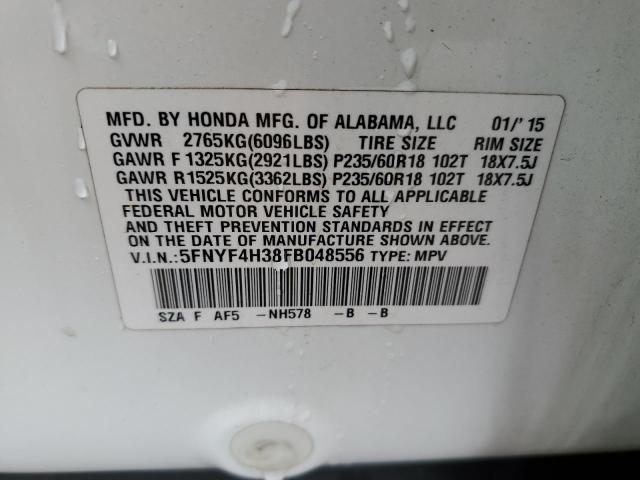 MFD. BY HONDA MFG. OF ALABAMA, LLC 01/'15
GVWR 2765KG(6096LBS) TIRE SIZE RIM SIZE
GAWR F 1325KG(2921LBS) P235/60R18 102T 18X7.5J
GAWR R1525KG(3362LBS) P235/60R18 102T 18X7.5J
THIS VEHICLE CONFORMS TO ALL APPLICABLE
FEDERAL MOTOR VEHICLE SAFETY
AND THEFT PREVENTION STANDARDS IN EFFECT
ON THE DATE OF MANUFACTURE SHOWN ABOVE.
V.I.N.:5FNYF4H38FB048556 TYPE: MPV
SZA F AF5 -NH578 -B -B